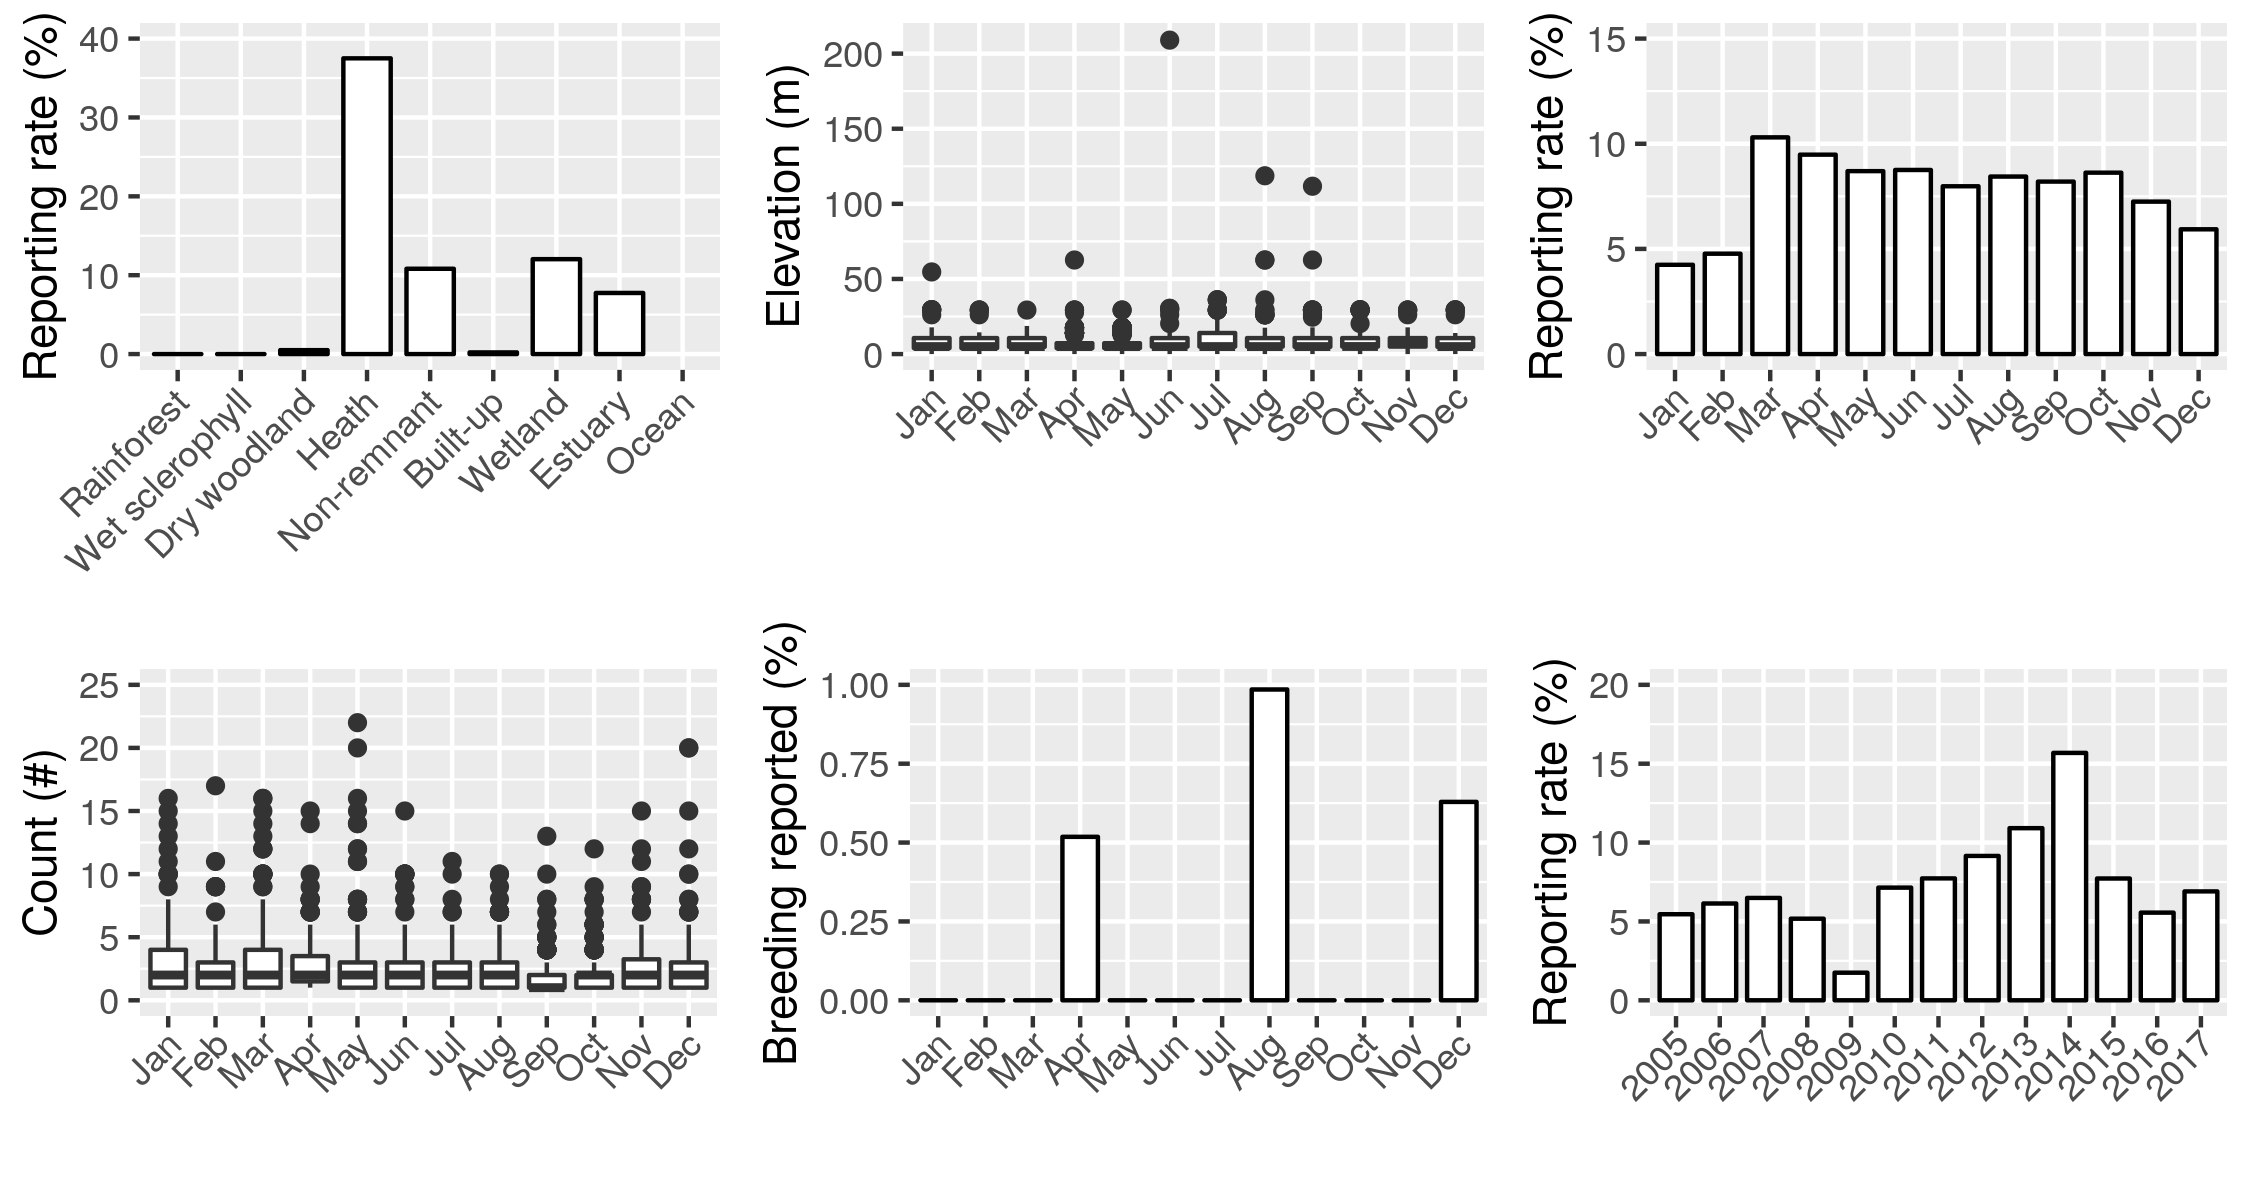 Reporting rate (%)
40
30
20
10
0
Rainforest
Wet sclerophyll
Dry woodland
Heath
Non-remnant
Built-up
Wetland
Estuary
Ocean
Elevation (m)
200
150
100
50
0
Jan
Feb
Mar
Apr
May
Jun
Jul
Aug
Sep
Oct
Nov
Dec
Reporting rate (%)
15
10
5
0
Jan
Feb
Mar
Apr
May
Jun
Jul
Aug
Sep
Oct
Nov
Dec
Count (#)
25
20
15
10
5
0
Jan
Feb
Mar
Apr
May
Jun
Jul
Aug
Sep
Oct
Nov
Dec
Breeding reported (%)
1.00
0.75
0.50
0.25
0.00
Jan
Feb
Mar
Apr
May
Jun
Jul
Aug
Sep
Oct
Nov
Dec
Reporting rate (%)
20
15
10
5
0
2005
2006
2007
2008
2009
2010
2011
2012
2013
2014
2015
2016
2017